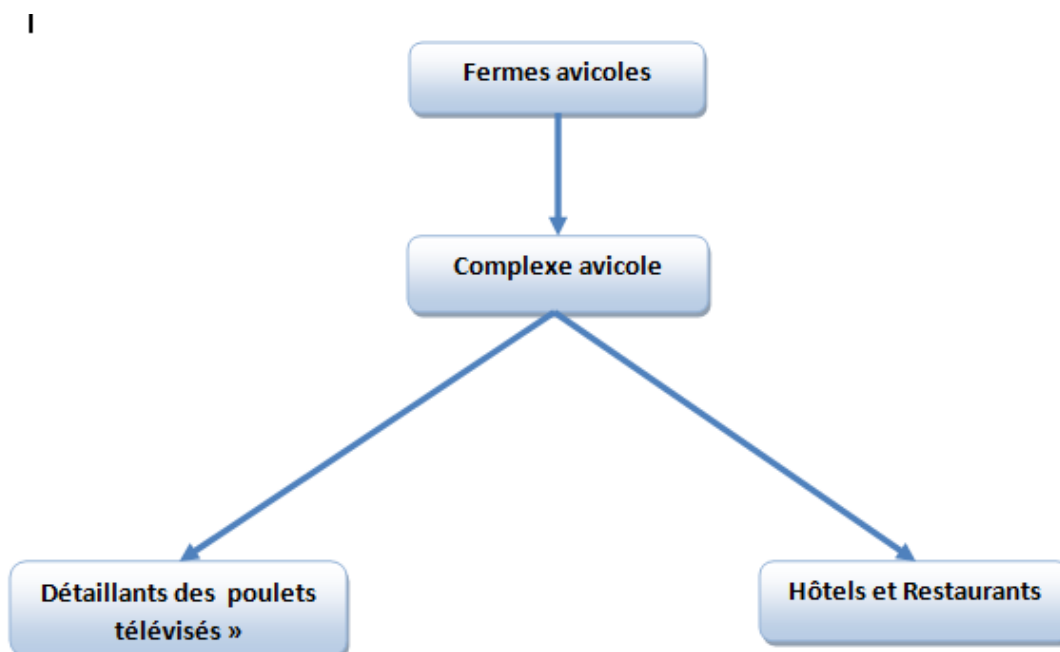 I
Fermes avicoles
Complexe avicole
Détaillants des poulets
télévisés »
Hôtels et Restaurants